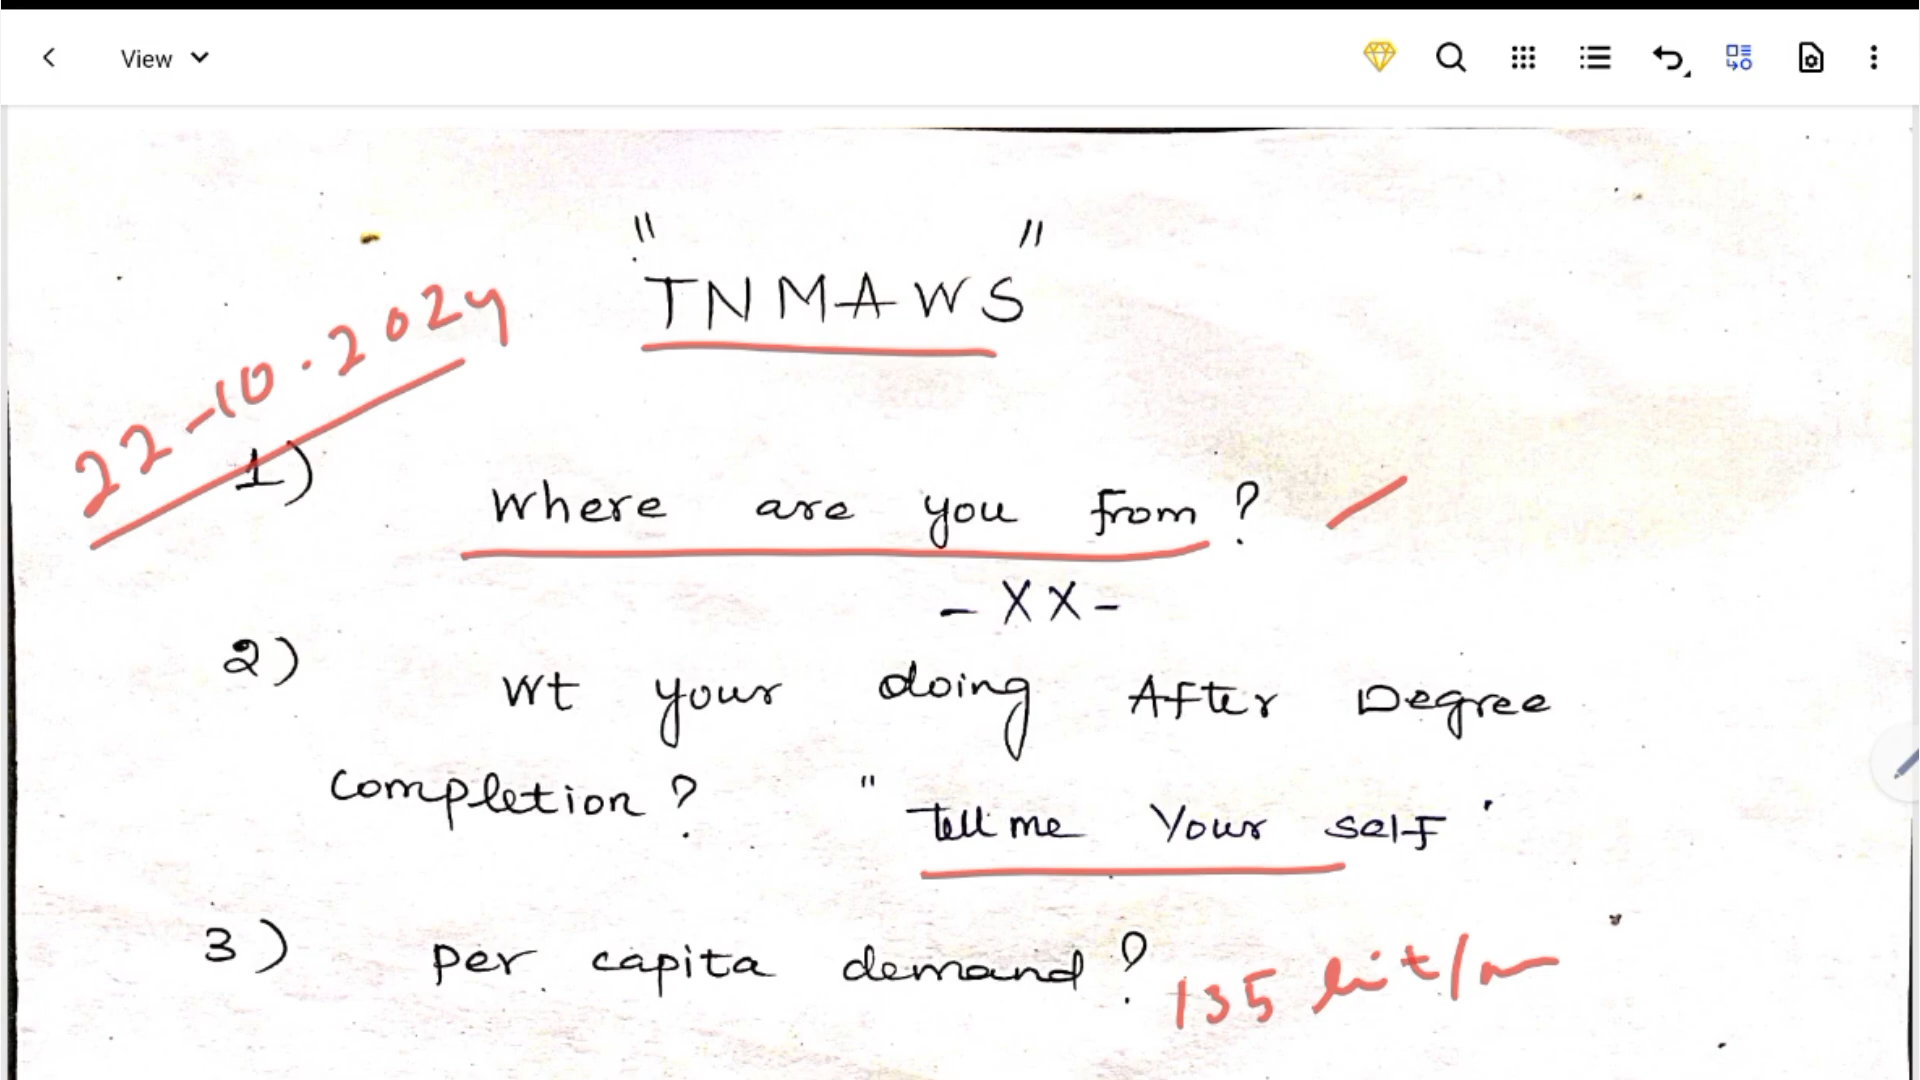 View
"TNMAWS"
22-10.2024
1) Where are you from?
- XX -
2) Wt your doing After Degree
completion? "Tell me Your self"
3) per capita demand? 135 lit/